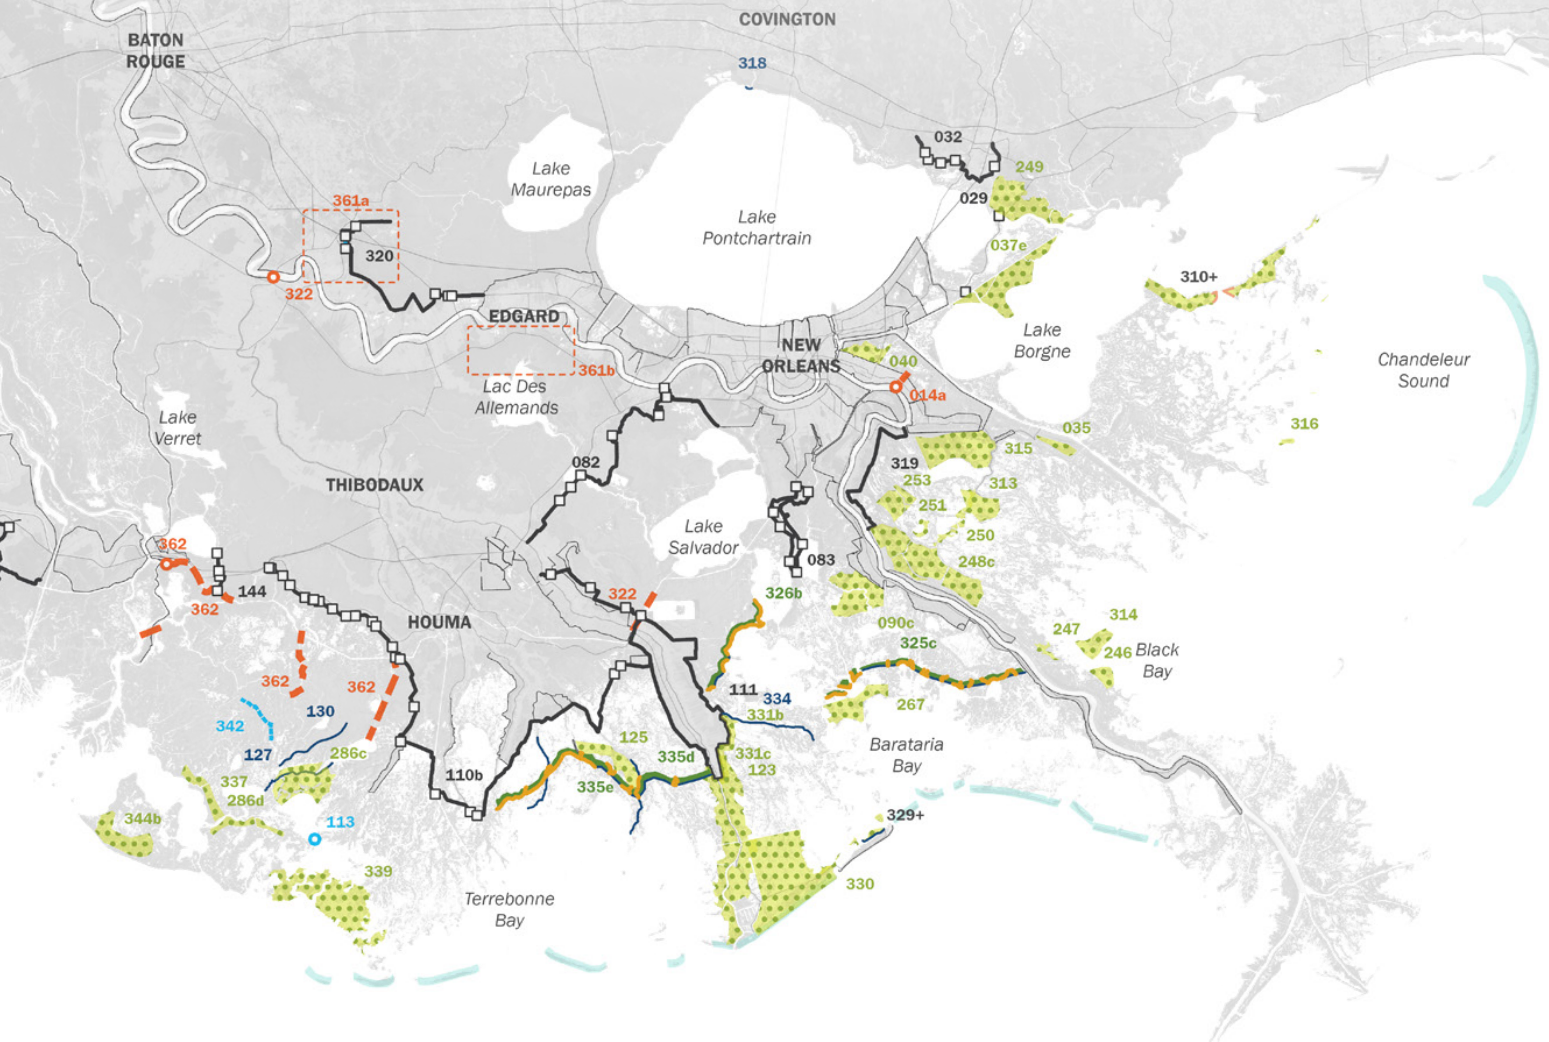 COVINGTON
BATON
ROUGE
318
032
Lake
Maurepas
249
361a
029
Lake
Pontchartrain
037e
320
310+
322
EDGARD
Lake
Borgne
NEW
ORLEANS
040
Chandeleur
Sound
361b
Lac Des
Allemands
014a
Lake
Verret
316
035
315
082
319
THIBODAUX
253
313
251
Lake
Salvador
250
362
083
248c
144
322
326b
362
HOUMA
090c
314
325c
247
246
Black
Bay
362
362
111
334
267
130
331b
342
125
Barataria
Bay
127
286c
335d
331c
123
110b
337
335e
286d
344b
113
329+
339
330
Terrebonne
Bay